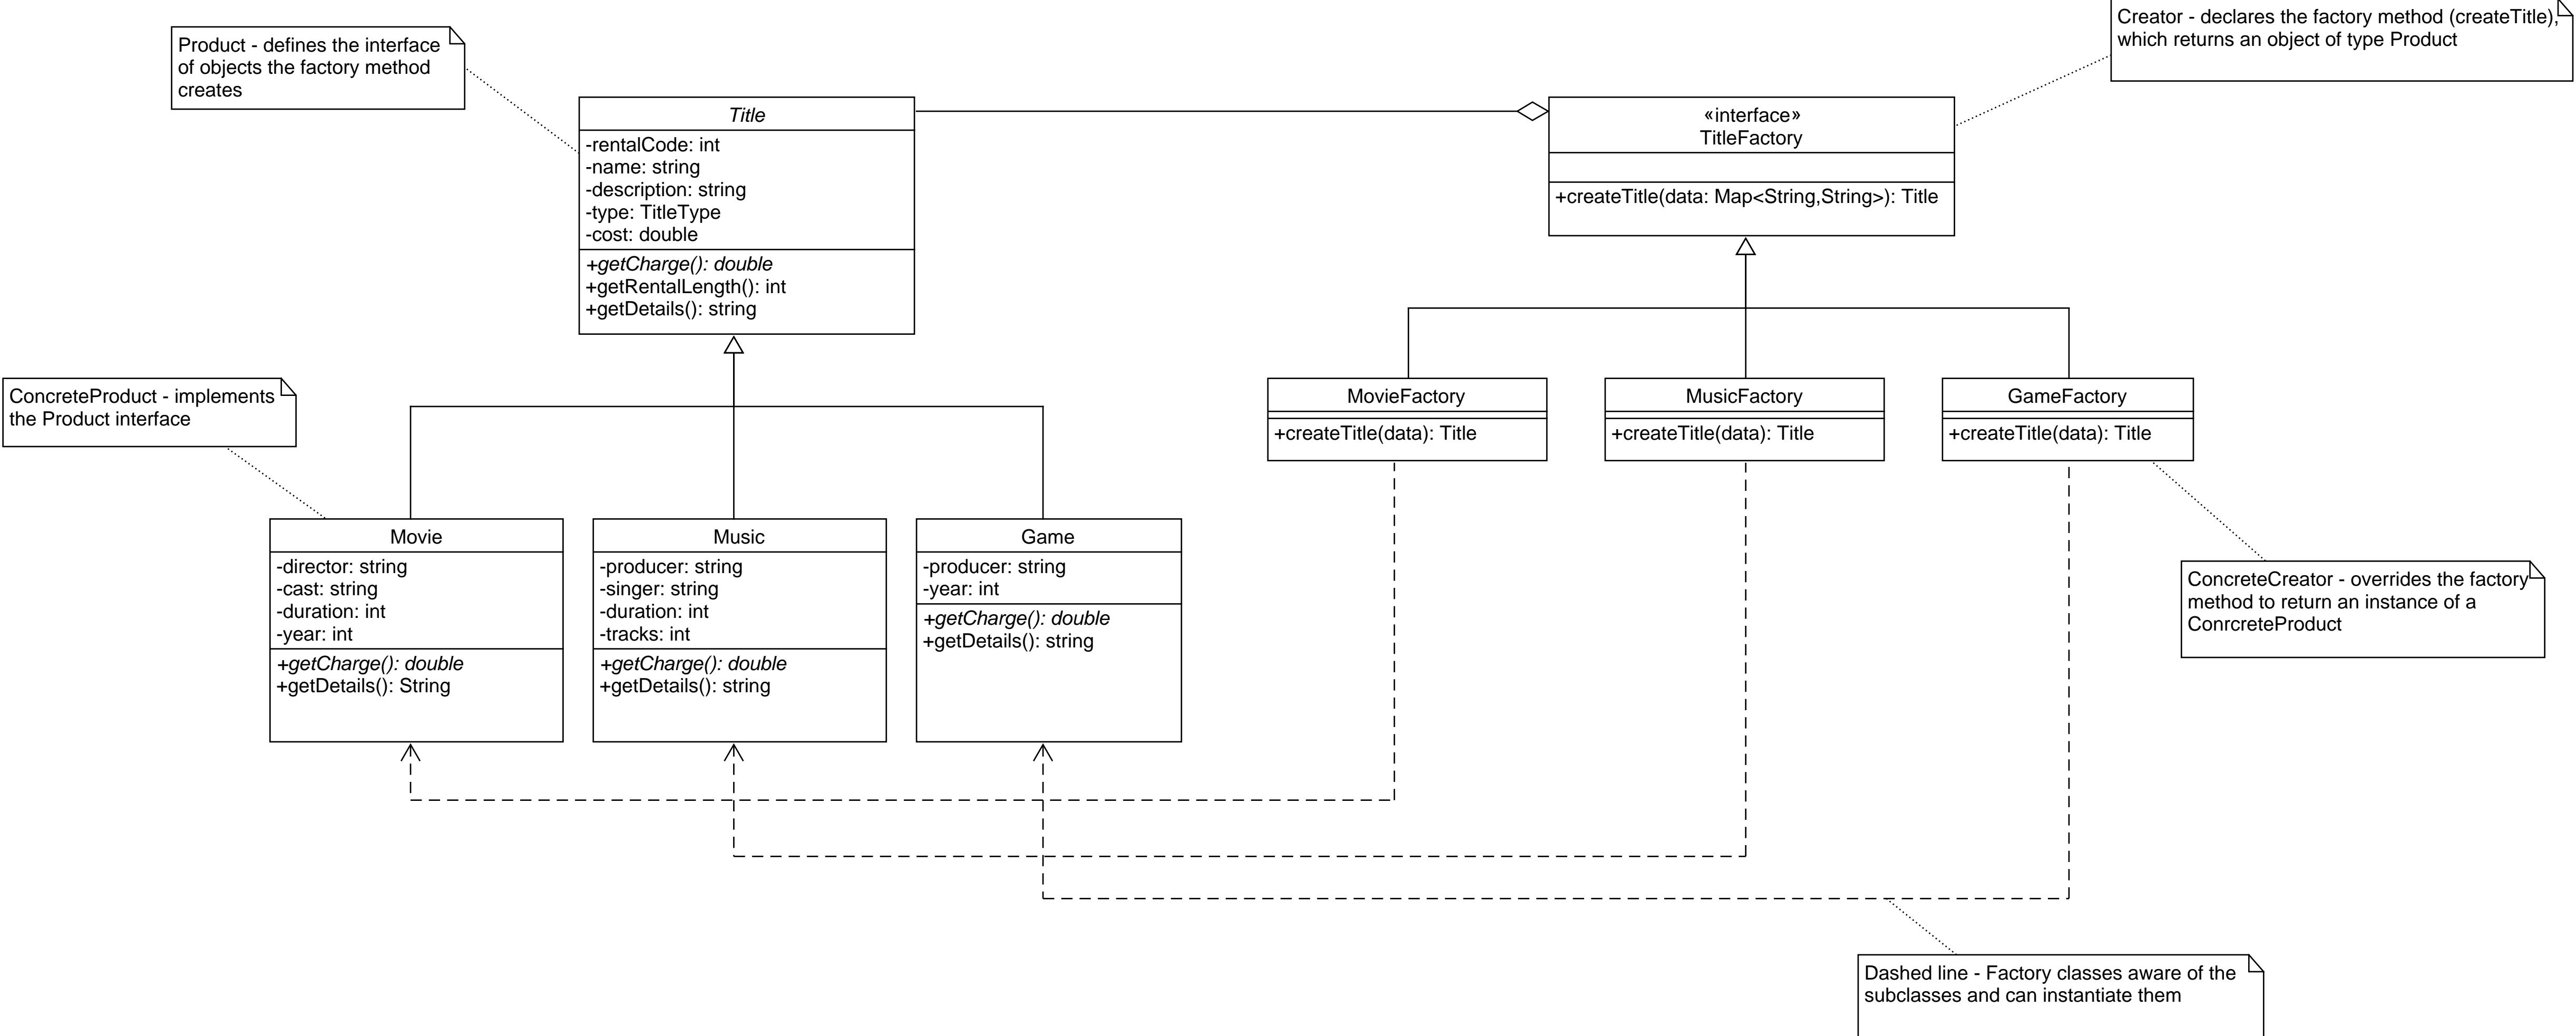 Product - defines the interface
of objects the factory method
creates
Creator - declares the factory method (createTitle),
which returns an object of type Product
Title
-rentalCode: int
-name: string
-description: string
-type: TitleType
-cost: double
+getCharge(): double
+getRentalLength(): int
+getDetails(): string
«interface»
TitleFactory
+createTitle(data: Map<String,String>): Title
ConcreteProduct - implements
the Product interface
MovieFactory
+createTitle(data): Title
MusicFactory
+createTitle(data): Title
GameFactory
+createTitle(data): Title
Movie
-director: string
-cast: string
-duration: int
-year: int
+getCharge(): double
+getDetails(): String
Music
-producer: string
-singer: string
-duration: int
-tracks: int
+getCharge(): double
+getDetails(): string
Game
-producer: string
-year: int
+getCharge(): double
+getDetails(): string
ConcreteCreator - overrides the factory
method to return an instance of a
ConrcreteProduct
Dashed line - Factory classes aware of the
subclasses and can instantiate them